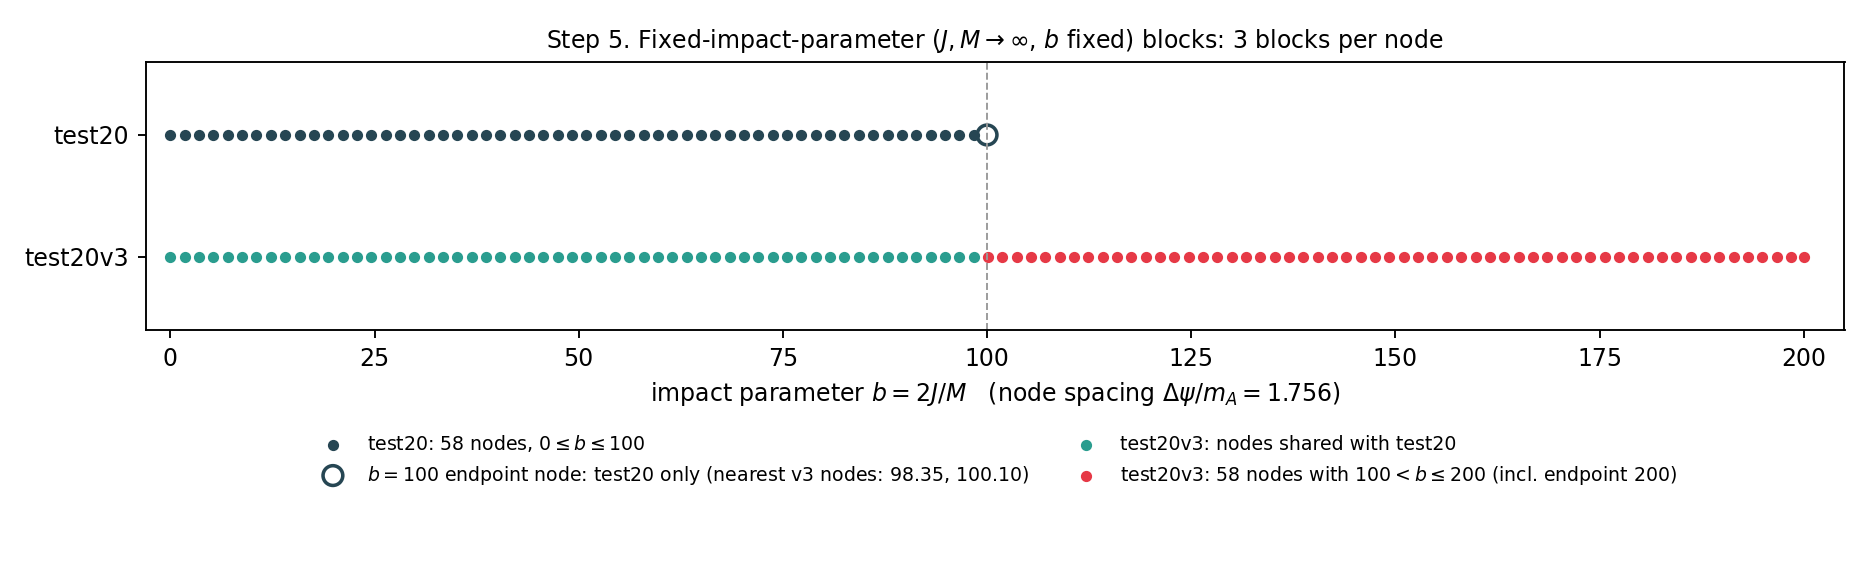 Step 5. Fixed-impact-parameter (J, M → ∞, b fixed) blocks: 3 blocks per node
test20
test20v3
0 25 50 75 100 125 150 175 200
impact parameter b = 2J/M (node spacing Δψ/m_A = 1.756)
test20: 58 nodes, 0 ≤ b ≤ 100
b = 100 endpoint node: test20 only (nearest v3 nodes: 98.35, 100.10)
test20v3: nodes shared with test20
test20v3: 58 nodes with 100 < b ≤ 200 (incl. endpoint 200)